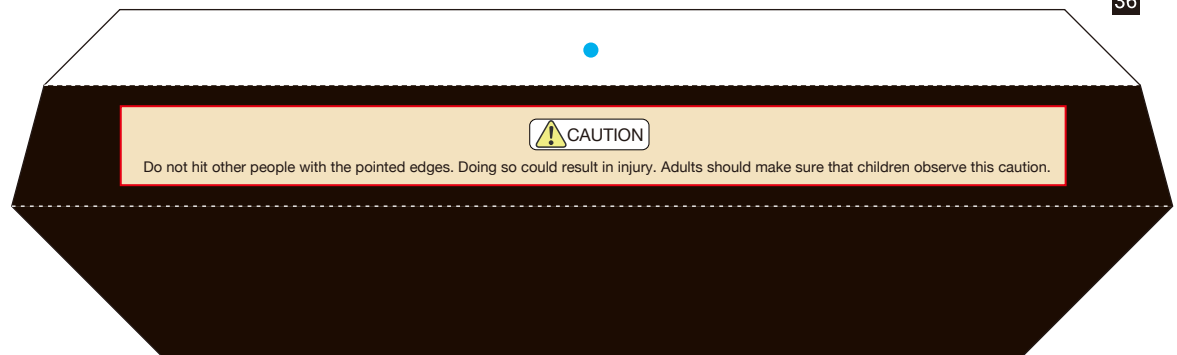 36
CAUTION
Do not hit other people with the pointed edges. Doing so could result in injury. Adults should make sure that children observe this caution.